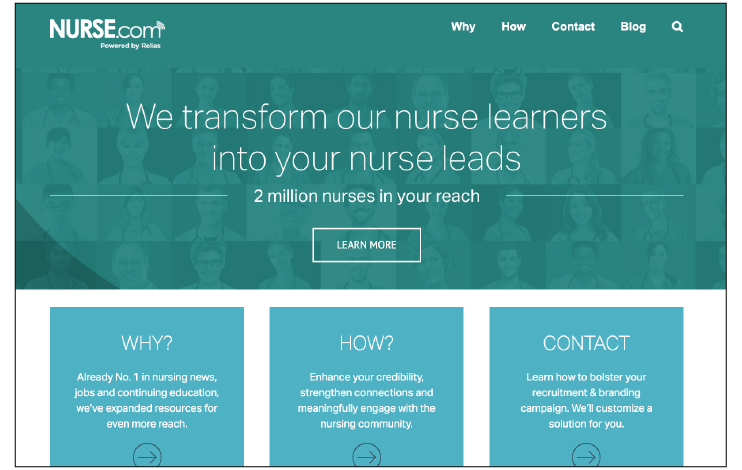 NURSE.com
Powered by Relias
Why How Contact Blog
We transform our nurse learners
into your nurse leads
2 million nurses in your reach
LEARN MORE
WHY?
Already No. 1 in nursing news,
jobs and continuing education,
we've expanded resources for
even more reach.
HOW?
Enhance your credibility,
strengthen connections and
meaningfully engage with the
nursing community.
CONTACT
Learn how to bolster your
recruitment & branding
campaign. We'll customize a
solution for you.